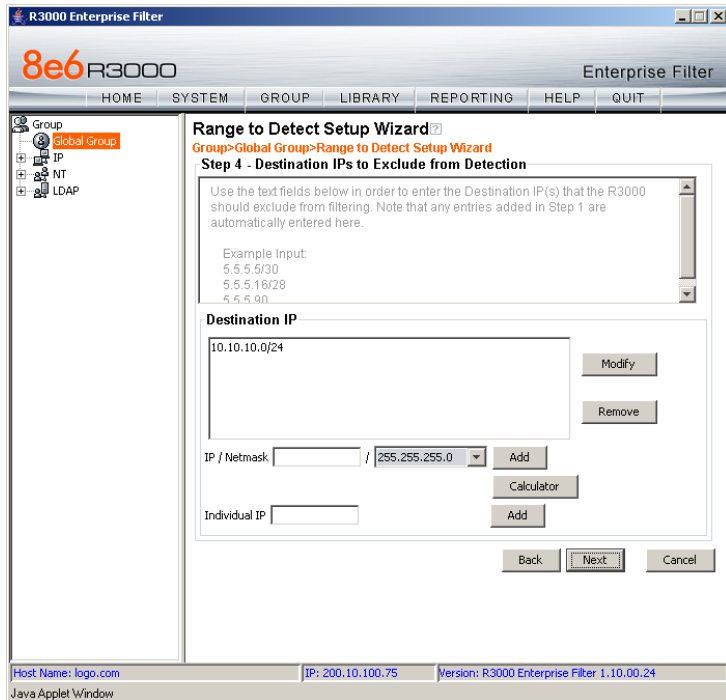 R3000 Enterprise Filter
8e6 R3000
Enterprise Filter
HOME SYSTEM GROUP LIBRARY REPORTING HELP QUIT
Group
Global Group
IP
NT
LDAP
Range to Detect Setup Wizard?
Group>Global Group>Range to Detect Setup Wizard
Step 4 - Destination IPs to Exclude from Detection
Use the text fields below in order to enter the Destination IP(s) that the R3000
should exclude from filtering. Note that any entries added in Step 1 are
automatically entered here.
Example Input:
5.5.5.5/30
5.5.5.16/28
5.5.5.90
Destination IP
10.10.10.0/24
Modify
Remove
IP / Netmask / 255.255.255.0 Add
Calculator
Individual IP Add
Back Next Cancel
Host Name: logo.com IP: 200.10.100.75 Version: R3000 Enterprise Filter 1.10.00.24
Java Applet Window